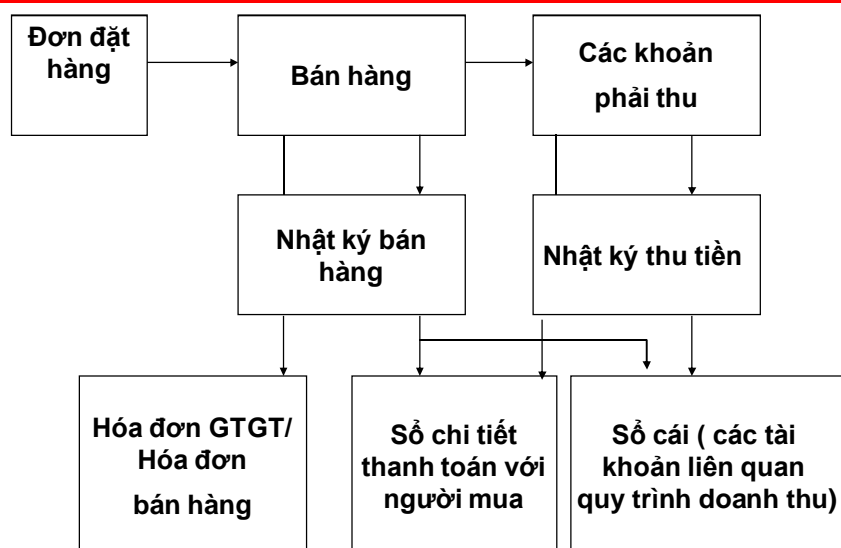 Đơn đặt
hàng
Bán hàng
Các khoản
phải thu
Nhật ký bán
hàng
Nhật ký thu tiền
Hóa đơn GTGT/
Hóa đơn
bán hàng
Sổ chi tiết
thanh toán với
người mua
Sổ cái ( các tài
khoản liên quan
quy trình doanh thu)